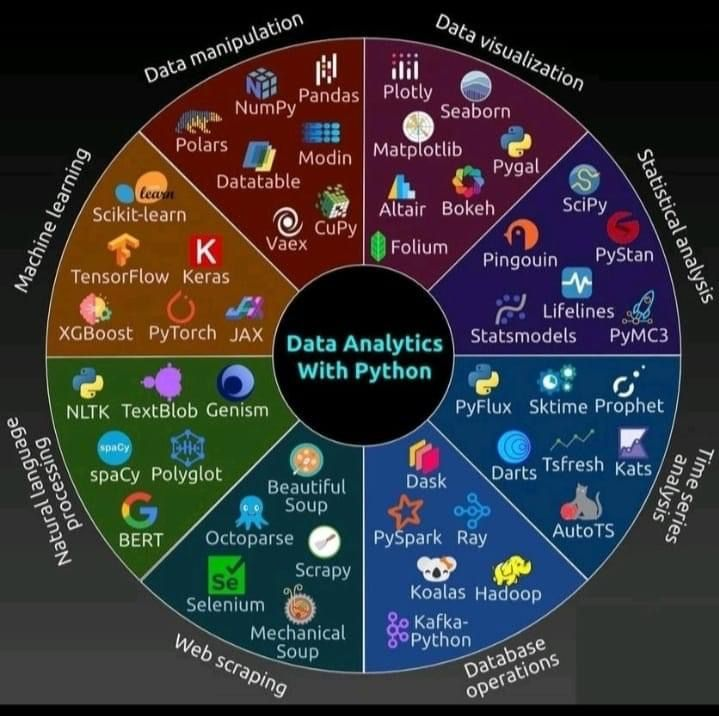 Data manipulation
NumPy
Pandas
Polars
Modin
Datatable
Vaex
CuPy
Data visualization
Plotly
Seaborn
Matplotlib
Pygal
Altair
Bokeh
Folium
Statistical analysis
SciPy
Pingouin
PyStan
Lifelines
Statsmodels
PyMC3
Machine learning
learn
Scikit-learn
TensorFlow
K
Keras
XGBoost
PyTorch
JAX
Data Analytics
With Python
Natural language
processing
NLTK
TextBlob
Genism
spaCy
spaCy
Polyglot
BERT
Web scraping
Beautiful
Soup
Octoparse
Scrapy
Se
Selenium
Mechanical
Soup
Database
operations
Dask
PySpark
Ray
Koalas
Hadoop
Kafka-
Python
Time series
analysis
PyFlux
Sktime
Prophet
Darts
Tsfresh
Kats
AutoTS